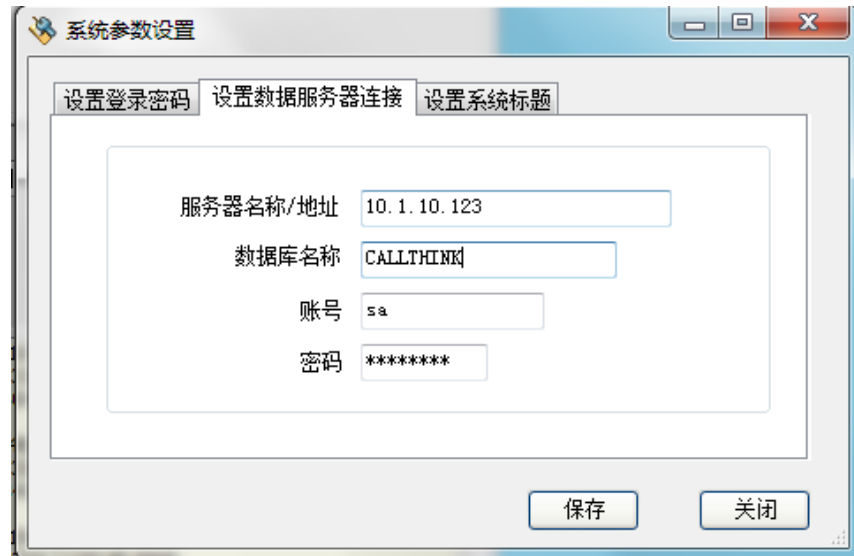 系统参数设置
设置登录密码 设置数据服务器连接 设置系统标题
服务器名称/地址 10.1.10.123
数据库名称 CALLTHINK
账号 sa
密码 ********
保存 关闭